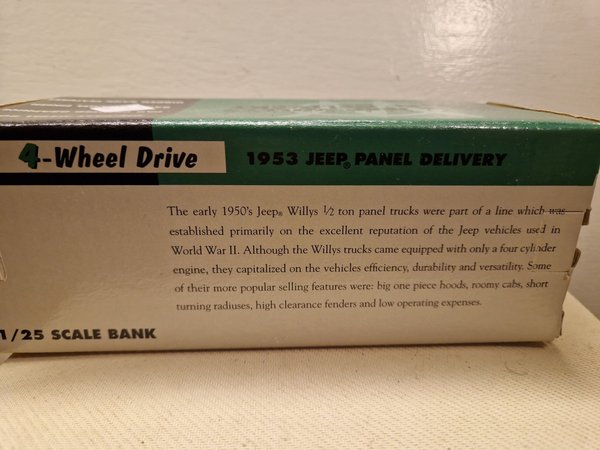 4-Wheel Drive
1953 JEEP® PANEL DELIVERY
The early 1950's Jeep® Willys 1/2 ton panel trucks were part of a line which was
established primarily on the excellent reputation of the Jeep vehicles used in
World War II. Although the Willys trucks came equipped with only a four cylinder
engine, they capitalized on the vehicles efficiency, durability and versatility. Some
of their more popular selling features were: big one piece hoods, roomy cabs, short
turning radiuses, high clearance fenders and low operating expenses.
1/25 SCALE BANK